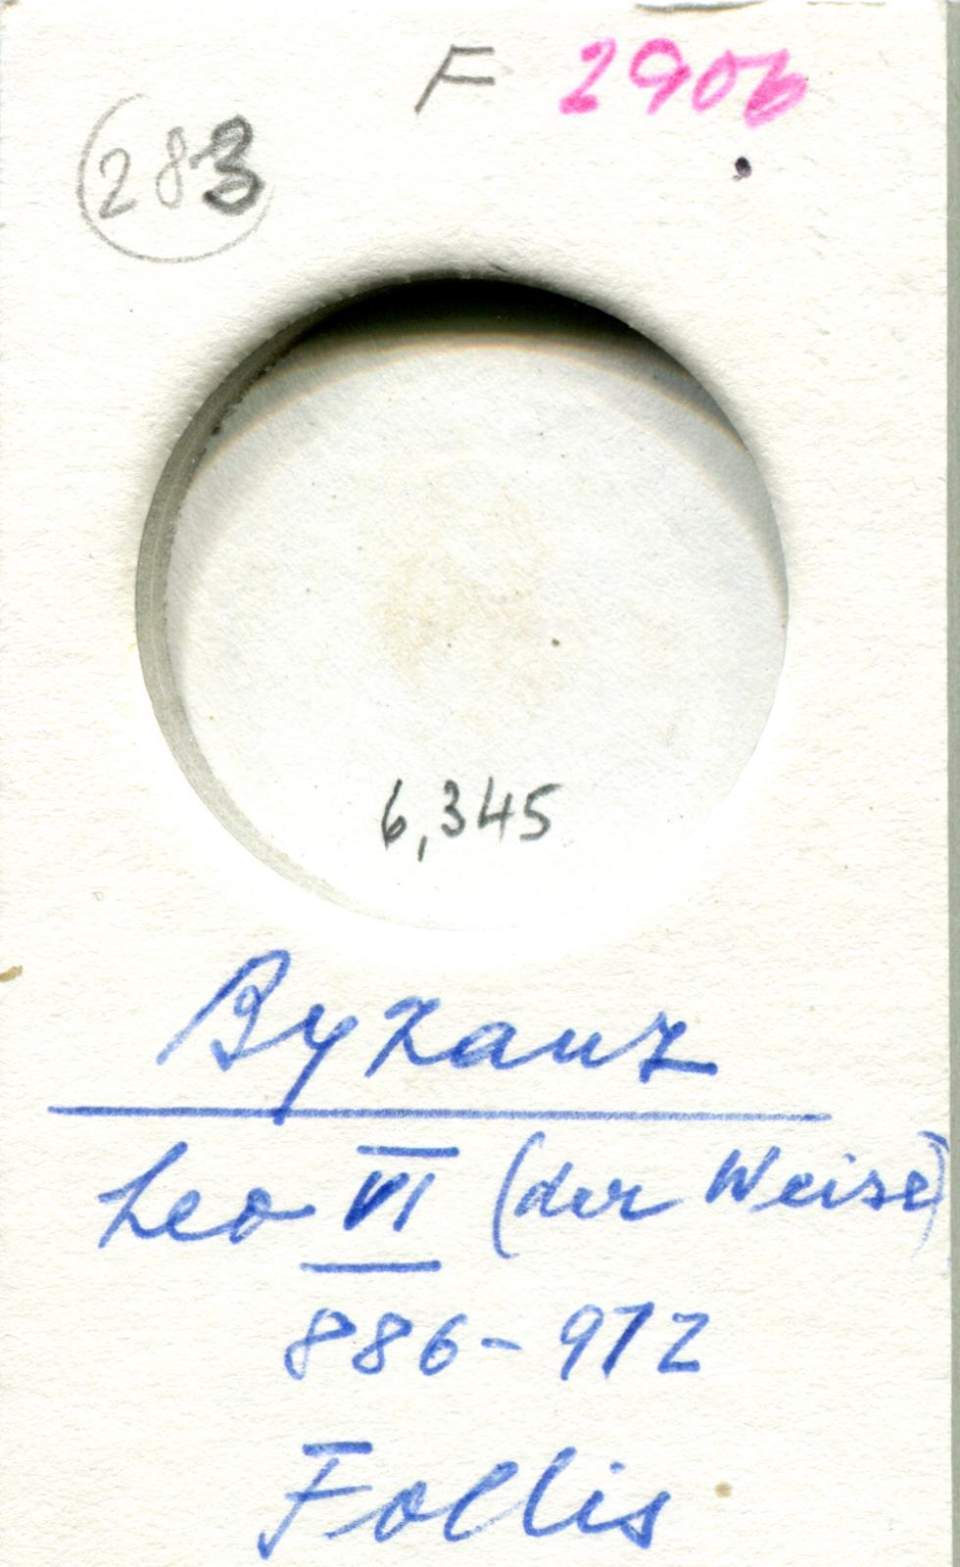 F 2906
283
6,345
Byzanz
Leo VI (der Weise)
886-912
Follis